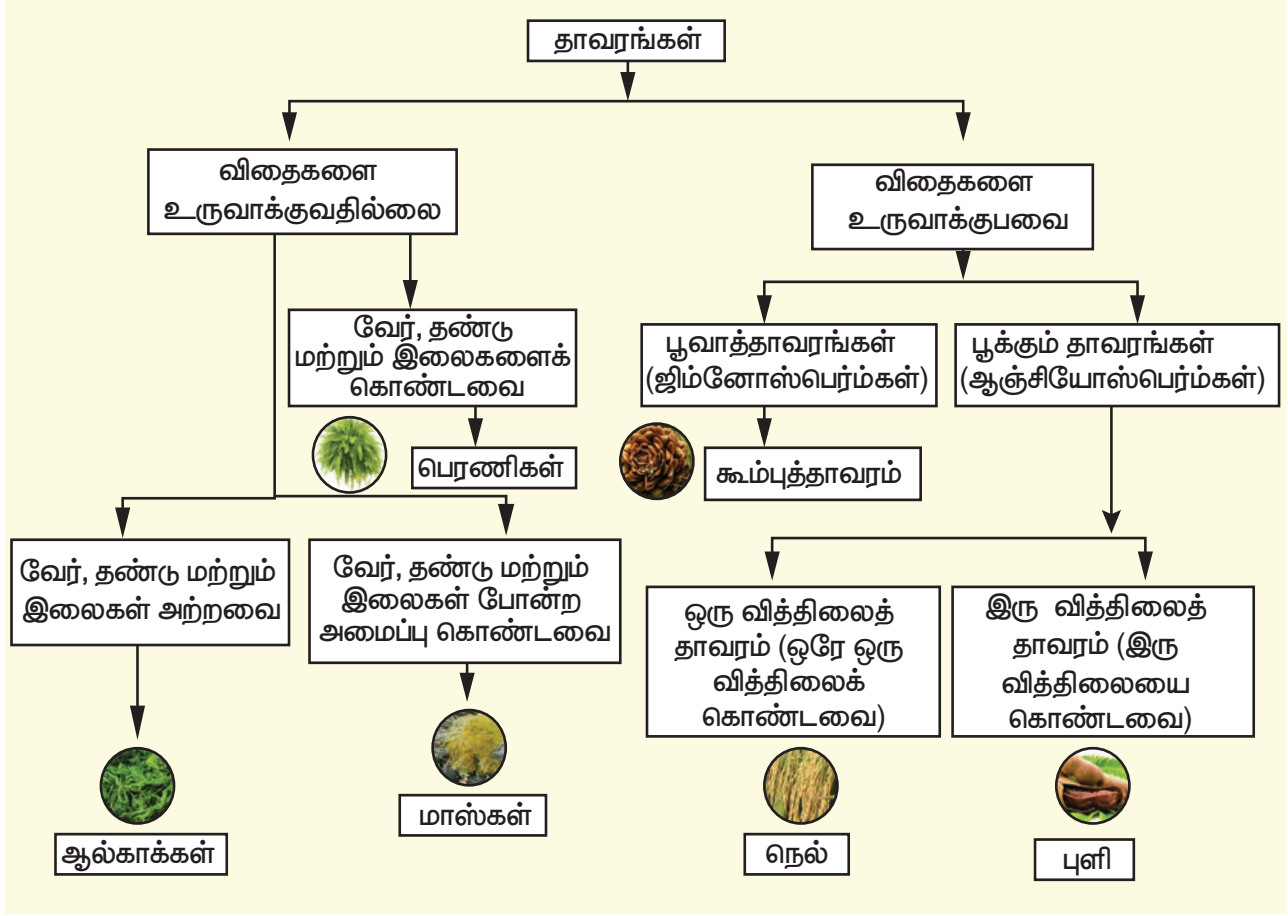 தாவரங்கள்
விதைகளை
உருவாக்குவதில்லை
விதைகளை
உருவாக்குபவை
வேர், தண்டு
மற்றும் இலைகளைக்
கொண்டவை
பூவாத்தாவரங்கள்
(ஜிம்னோஸ்பெர்ம்கள்)
பூக்கும் தாவரங்கள்
(ஆஞ்சியோஸ்பெர்ம்கள்)
பெரணிகள்
கூம்புத்தாவரம்
வேர், தண்டு மற்றும்
இலைகள் அற்றவை
வேர், தண்டு மற்றும்
இலைகள் போன்ற
அமைப்பு கொண்டவை
ஒரு வித்திலைத்
தாவரம் (ஒரே ஒரு
வித்திலைக்
கொண்டவை)
இரு வித்திலைத்
தாவரம் (இரு
வித்திலையை
கொண்டவை)
ஆல்காக்கள்
மாஸ்கள்
நெல்
புளி